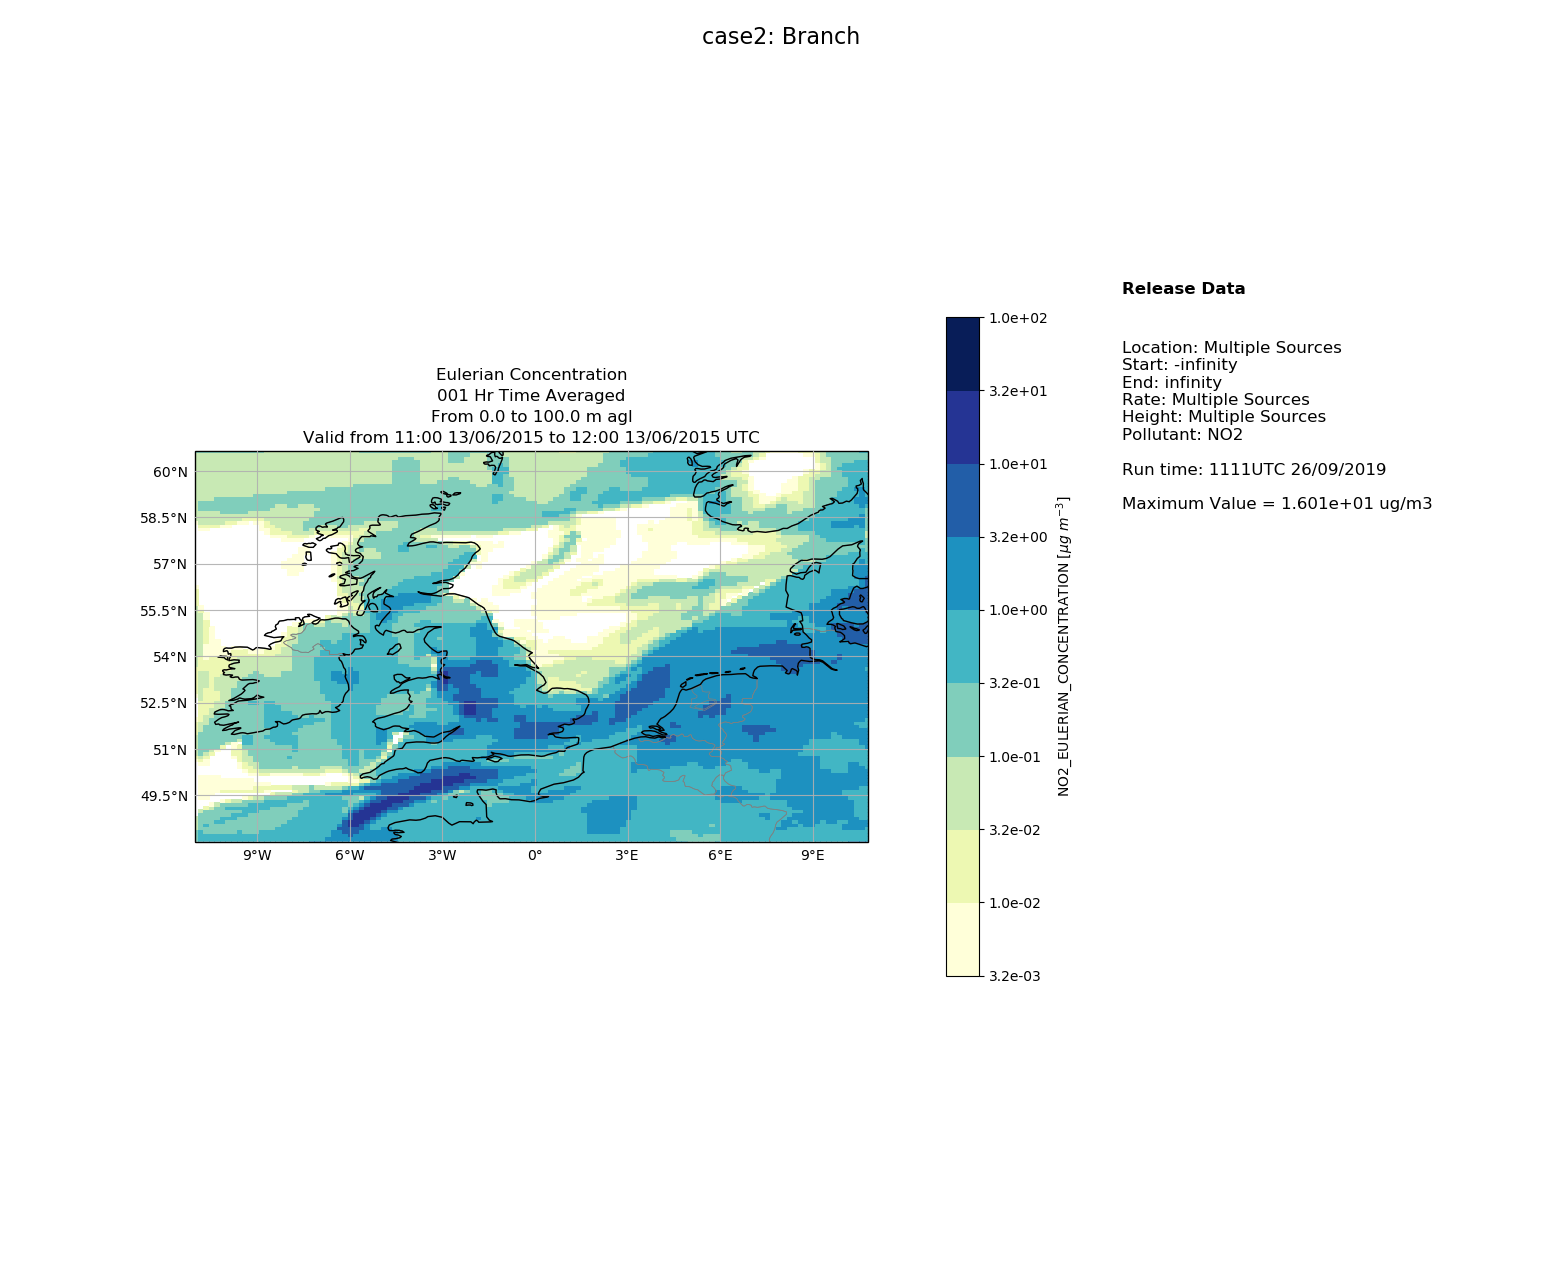 case2: Branch
Eulerian Concentration
001 Hr Time Averaged
From 0.0 to 100.0 m agl
Valid from 11:00 13/06/2015 to 12:00 13/06/2015 UTC
60°N
58.5°N
57°N
55.5°N
54°N
52.5°N
51°N
49.5°N
9°W
6°W
3°W
0°
3°E
6°E
9°E
1.0e+02
3.2e+01
1.0e+01
3.2e+00
1.0e+00
3.2e-01
1.0e-01
3.2e-02
1.0e-02
3.2e-03
NO2_EULERIAN_CONCENTRATION [µg m⁻³]
Release Data
Location: Multiple Sources
Start: -infinity
End: infinity
Rate: Multiple Sources
Height: Multiple Sources
Pollutant: NO2
Run time: 1111UTC 26/09/2019
Maximum Value = 1.601e+01 ug/m3